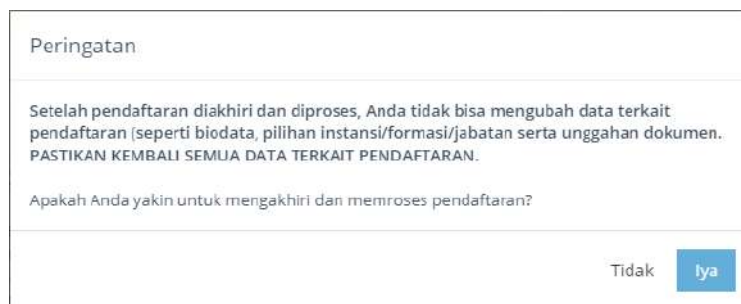 Peringatan
Setelah pendaftaran diakhiri dan diproses, Anda tidak bisa mengubah data terkait
pendaftaran (seperti biodata, pilihan instansi/formasi/jabatan serta unggahan dokumen.
PASTIKAN KEMBALI SEMUA DATA TERKAIT PENDAFTARAN.
Apakah Anda yakin untuk mengakhiri dan memroses pendaftaran?
Tidak Iya